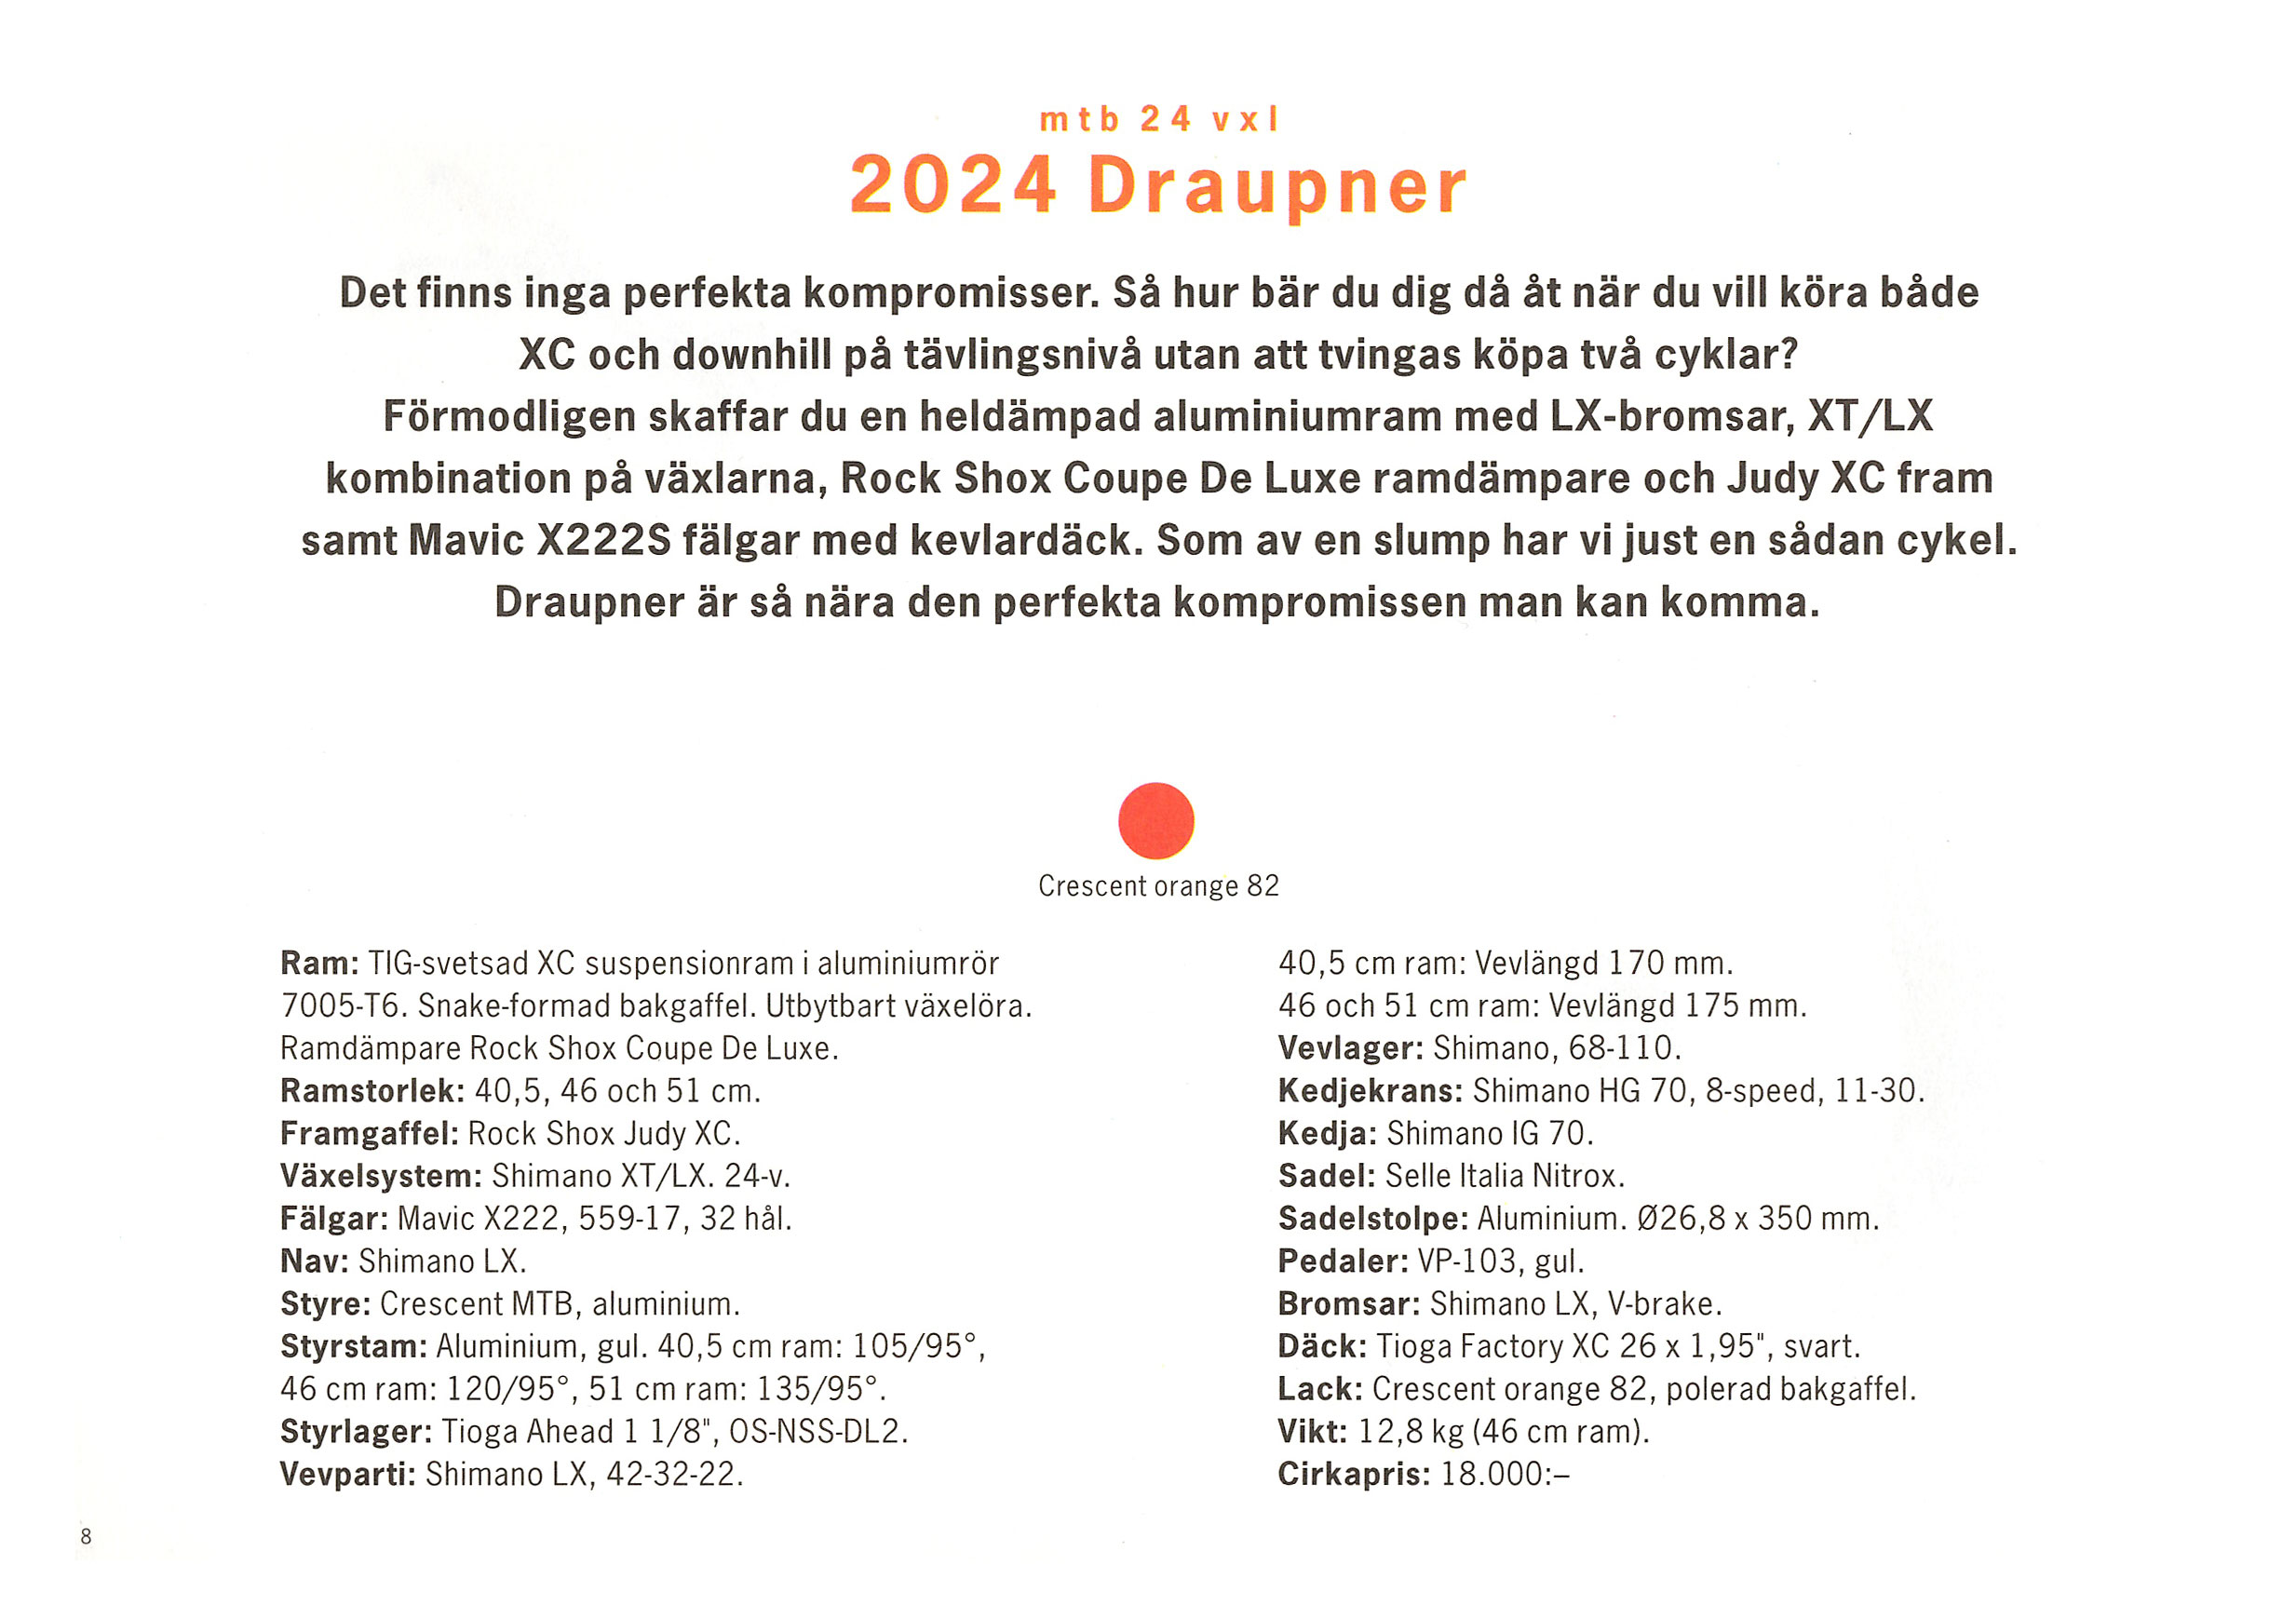 mtb 24 vxl
2024 Draupner
Det finns inga perfekta kompromisser. Så hur bär du dig då åt när du vill köra både
XC och downhill på tävlingsnivå utan att tvingas köpa två cyklar?
Förmodligen skaffar du en heldämpad aluminiumram med LX-bromsar, XT/LX
kombination på växlarna, Rock Shox Coupe De Luxe ramdämpare och Judy XC fram
samt Mavic X222S fälgar med kevlardäck. Som av en slump har vi just en sådan cykel.
Draupner är så nära den perfekta kompromissen man kan komma.
Crescent orange 82
Ram: TIG-svetsad XC suspensionram i aluminiumrör
7005-T6. Snake-formad bakgaffel. Utbytbart växelöra.
Ramdämpare Rock Shox Coupe De Luxe.
Ramstorlek: 40,5, 46 och 51 cm.
Framgaffel: Rock Shox Judy XC.
Växelsystem: Shimano XT/LX. 24-v.
Fälgar: Mavic X222, 559-17, 32 hål.
Nav: Shimano LX.
Styre: Crescent MTB, aluminium.
Styrstam: Aluminium, gul. 40,5 cm ram: 105/95°,
46 cm ram: 120/95°, 51 cm ram: 135/95°.
Styrlager: Tioga Ahead 1 1/8", OS-NSS-DL2.
Vevparti: Shimano LX, 42-32-22.
40,5 cm ram: Vevlängd 170 mm.
46 och 51 cm ram: Vevlängd 175 mm.
Vevlager: Shimano, 68-110.
Kedjekrans: Shimano HG 70, 8-speed, 11-30.
Kedja: Shimano IG 70.
Sadel: Selle Italia Nitrox.
Sadelstolpe: Aluminium. Ø26,8 x 350 mm.
Pedaler: VP-103, gul.
Bromsar: Shimano LX, V-brake.
Däck: Tioga Factory XC 26 x 1,95", svart.
Lack: Crescent orange 82, polerad bakgaffel.
Vikt: 12,8 kg (46 cm ram).
Cirkapris: 18.000:–
8